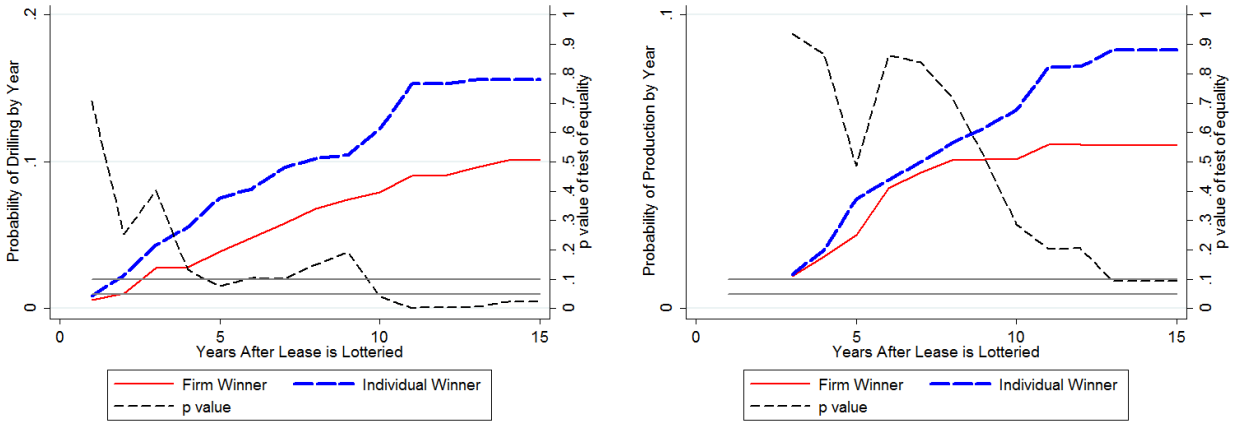 Probability of Drilling by Year
.2
.1
0
1
.9
.8
.7
.6
.5
.4
.3
.2
.1
0
p value of test of equality
0
5
10
15
Years After Lease is Lotteried
Firm Winner
Individual Winner
p value
Probability of Production by Year
.1
0
1
.9
.8
.7
.6
.5
.4
.3
.2
.1
0
p value of test of equality
0
5
10
15
Years After Lease is Lotteried
Firm Winner
Individual Winner
p value